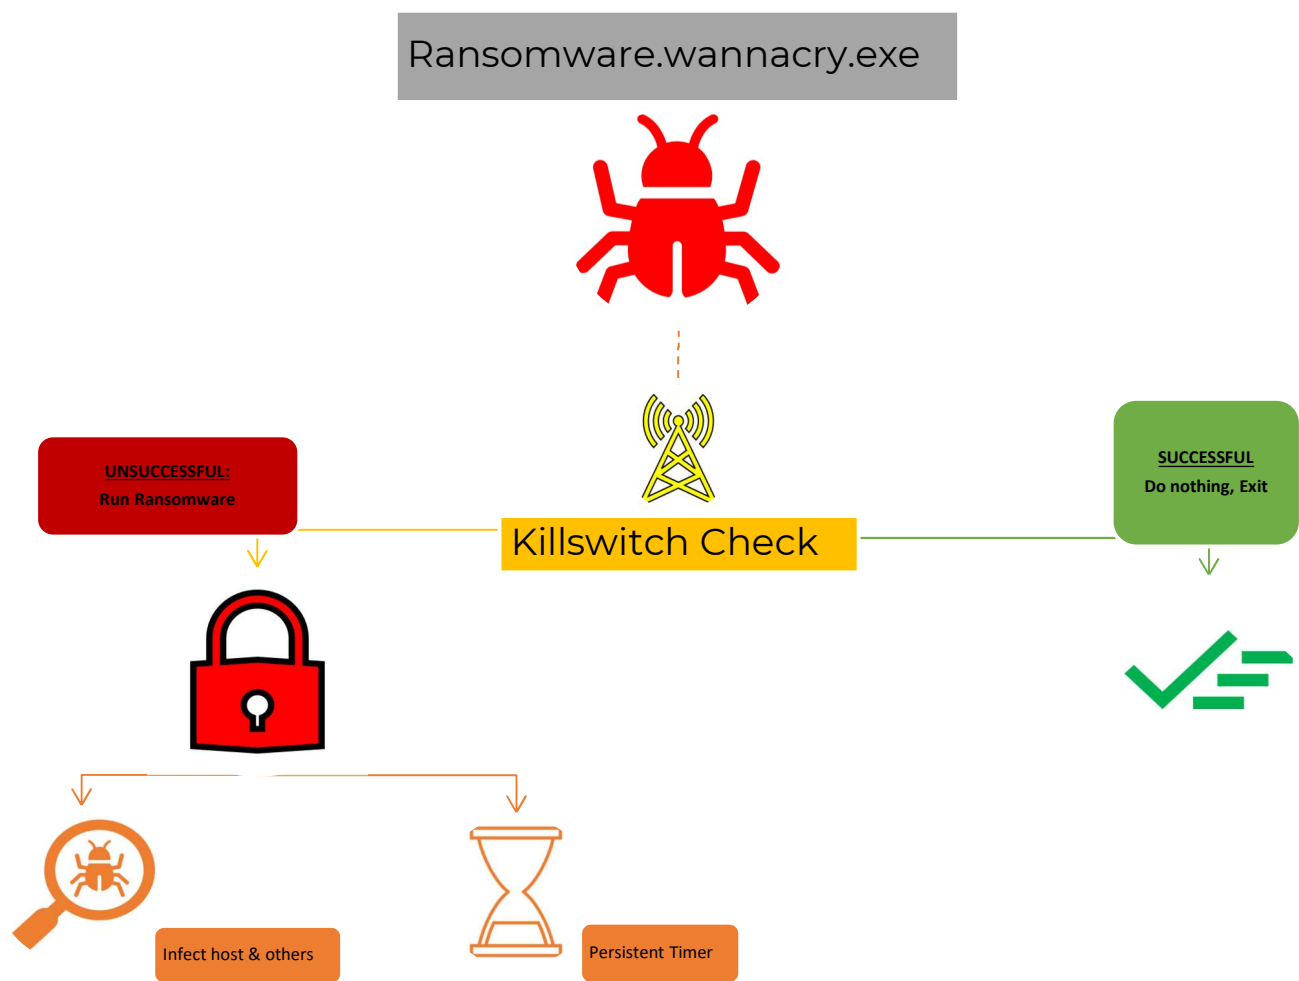 Ransomware.wannacry.exe
UNSUCCESSFUL:
Run Ransomware
Killswitch Check
SUCCESSFUL
Do nothing, Exit
Infect host & others
Persistent Timer